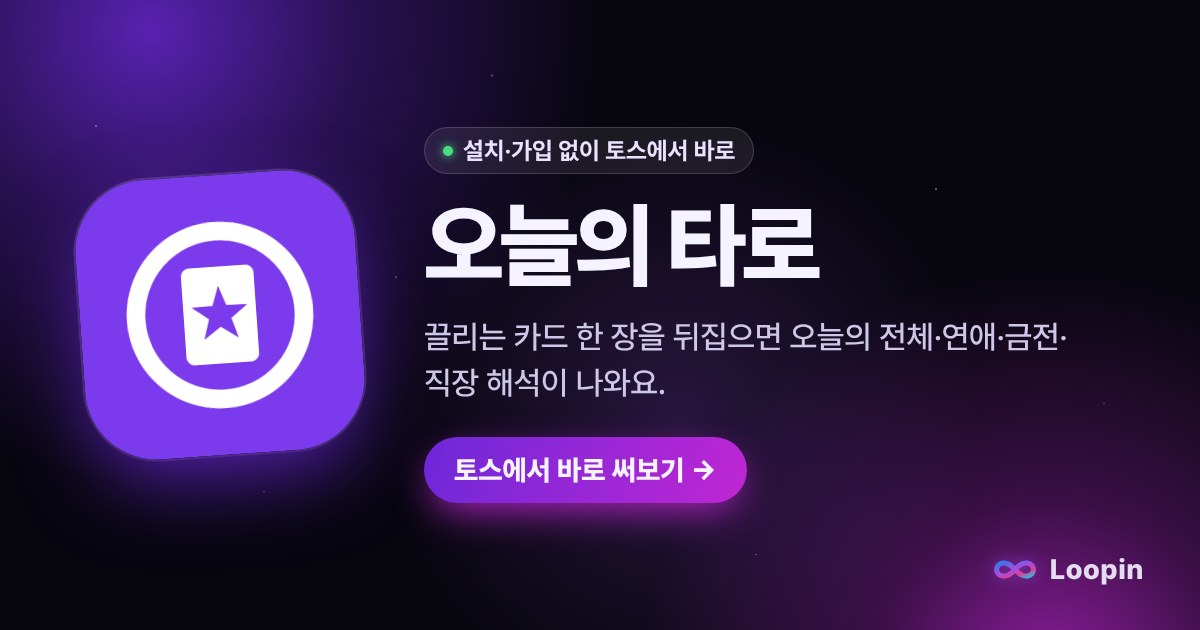 설치·가입 없이 토스에서 바로
오늘의 타로
끌리는 카드 한 장을 뒤집으면 오늘의 전체·연애·금전·
직장 해석이 나와요.
토스에서 바로 써보기 →
Loopin